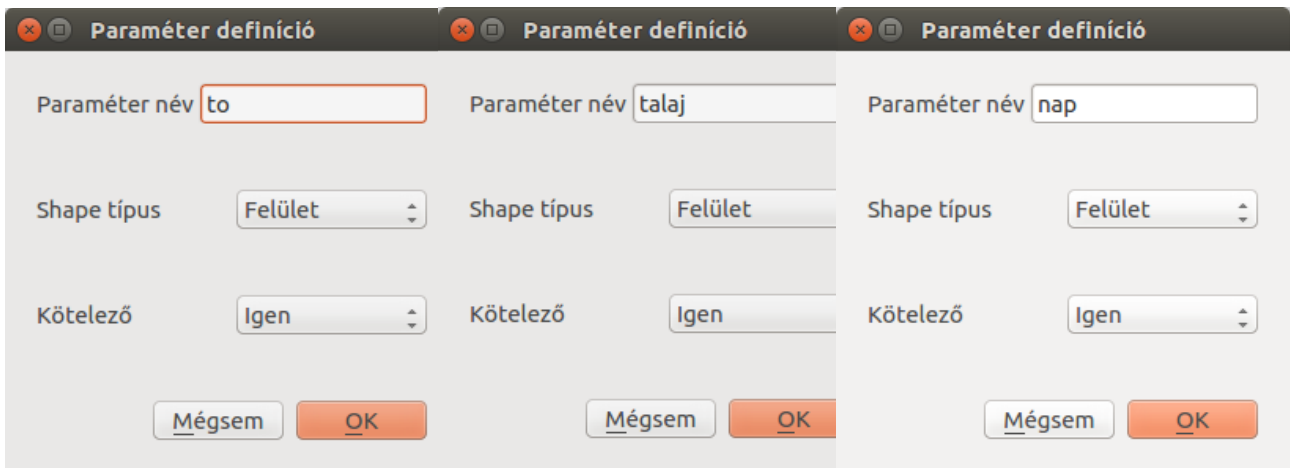 Paraméter definíció
Paraméter név to
Shape típus Felület
Kötelező Igen
Mégsem OK
Paraméter definíció
Paraméter név talaj
Shape típus Felület
Kötelező Igen
Mégsem OK
Paraméter definíció
Paraméter név nap
Shape típus Felület
Kötelező Igen
Mégsem OK